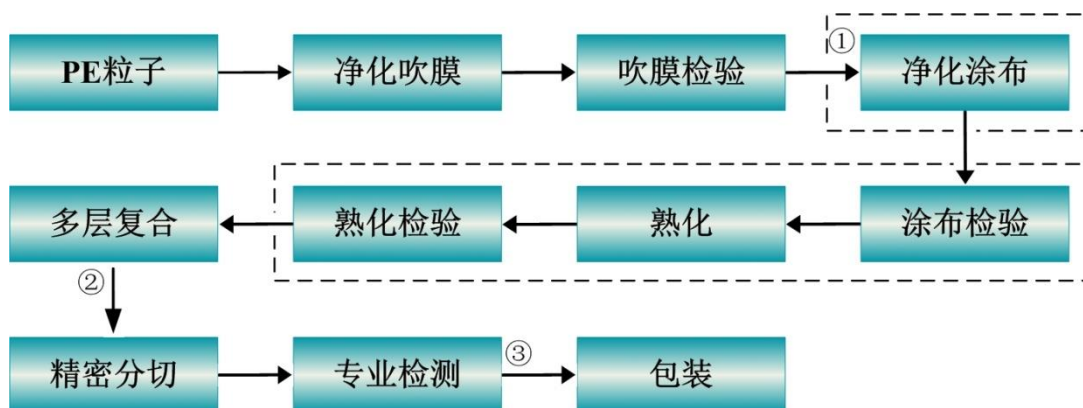 PE粒子
净化吹膜
吹膜检验
①
净化涂布
多层复合
熟化检验
熟化
涂布检验
②
精密分切
专业检测
③
包装